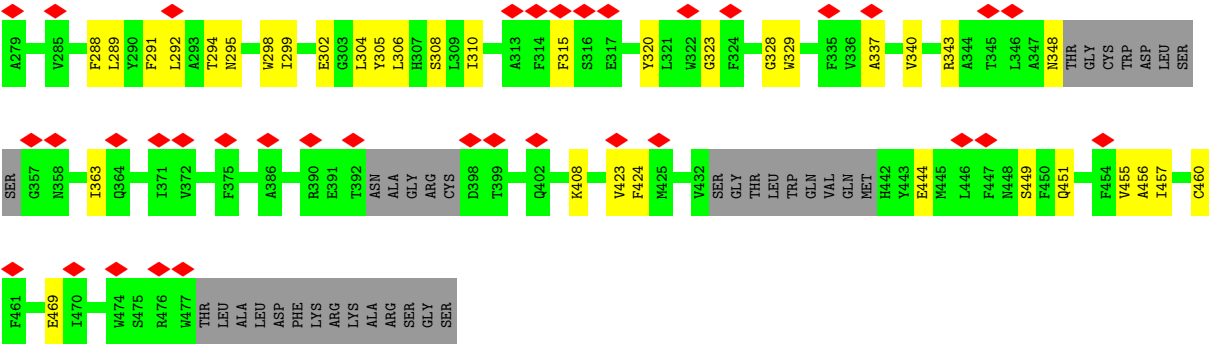 A279 V285 F288 L289 Y290 F291 L292 A293 T294 N295 W298 I299 E302 G303 L304 Y305 L306 H307 S308 L309 I310 A313 F314 F315 S316 E317 Y320 L321 W322 G323 F324 G328 W329 F335 V336 A337 V340 R343 A344 T345 L346 A347 N348 THR GLY CYS TRP ASP LEU SER
SER G357 N358 I363 Q364 I371 V372 F375 A386 R390 E391 T392 ASN ALA GLY ARG CYS D398 T399 Q402 K408 V423 F424 M425 V432 SER GLY THR LEU TRP GLN VAL GLN MET H442 Y443 E444 M445 L446 F447 N448 S449 F450 Q451 F454 V455 A456 I457 C460
F461 E469 I470 W474 S475 R476 W477 THR LEU ALA LEU ASP PHE LYS ARG LYS ALA ARG SER GLY SER